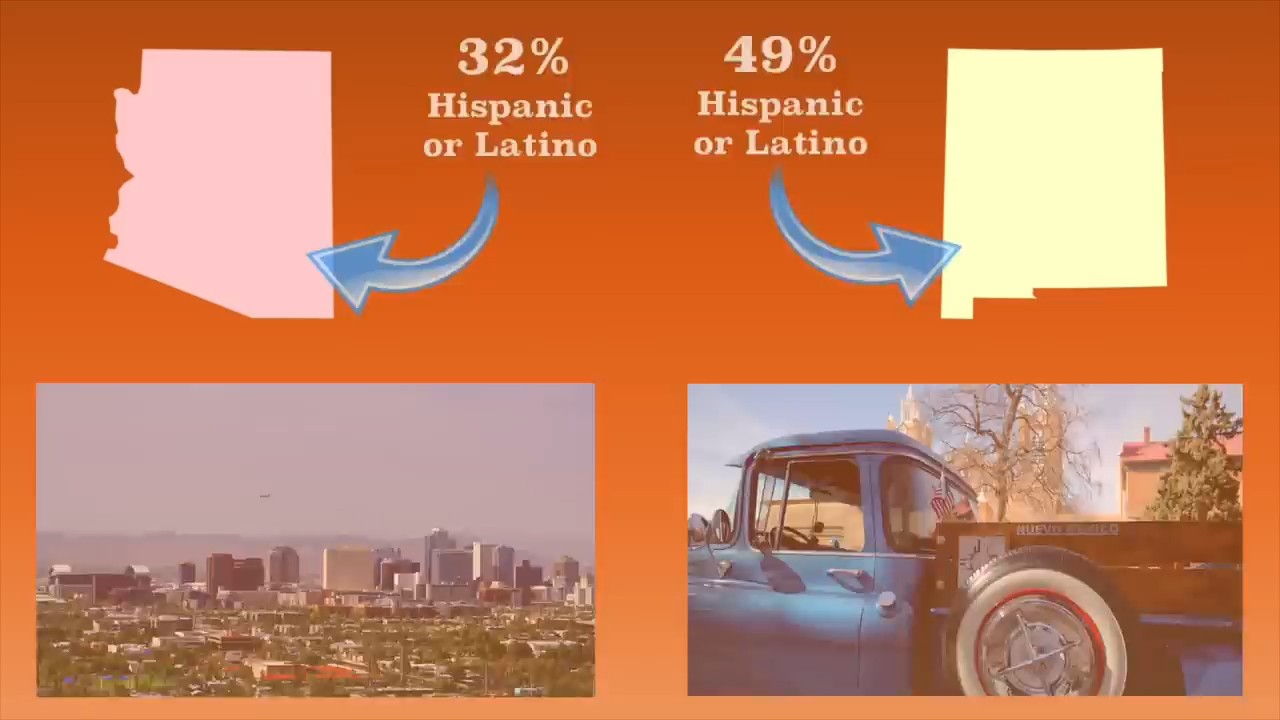 32%
Hispanic
or Latino
49%
Hispanic
or Latino
NUEVO MEXICO